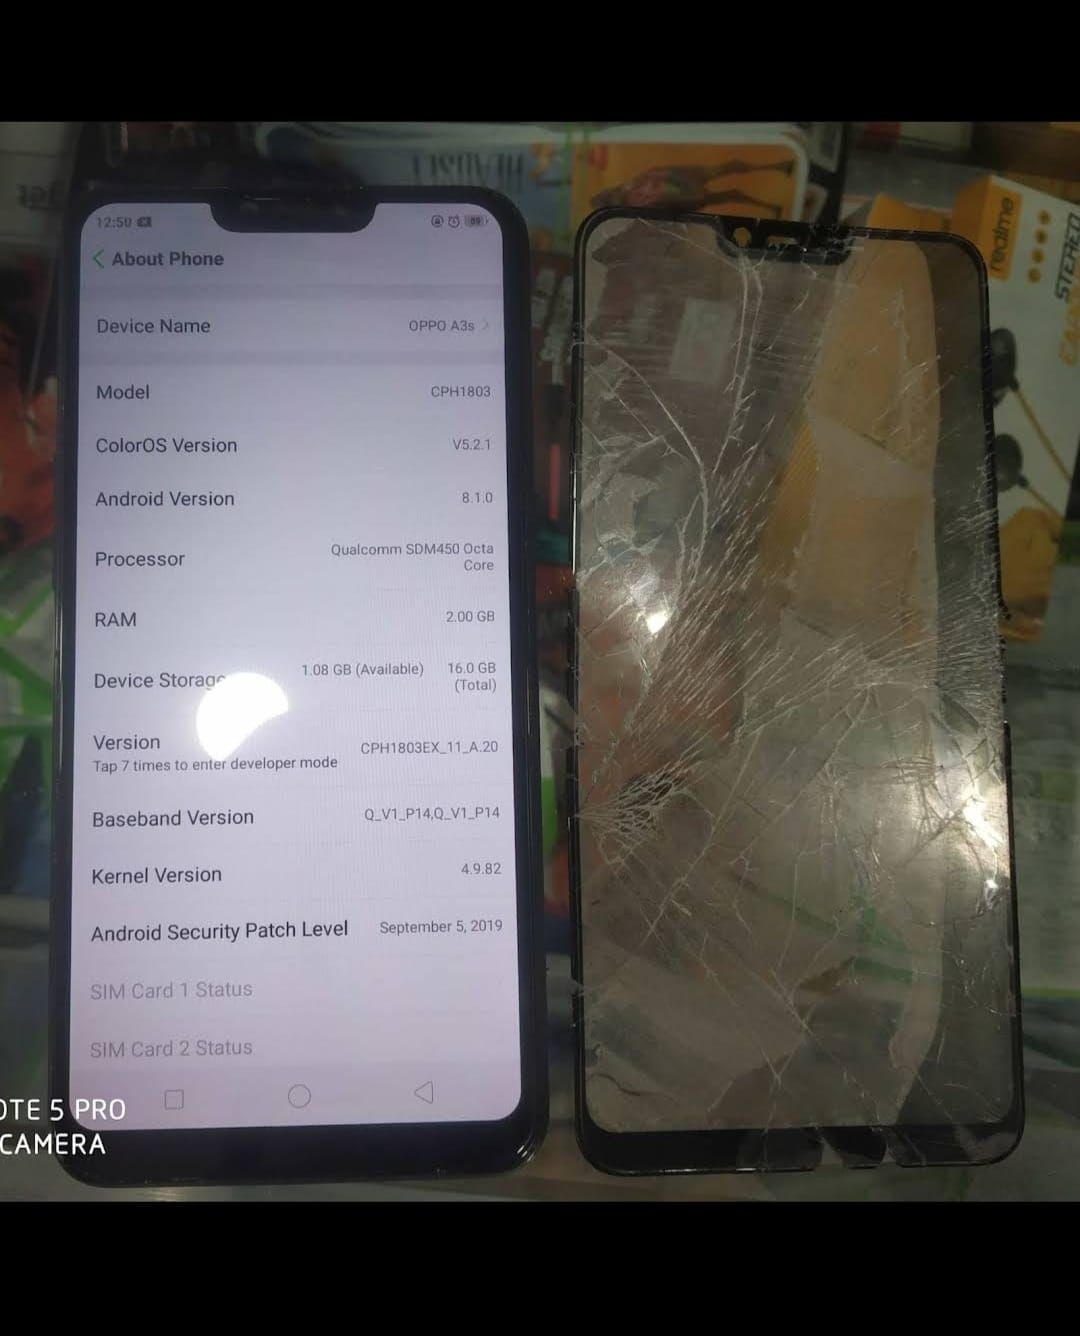 12:50
89
About Phone
Device Name
OPPO A3s
Model
CPH1803
ColorOS Version
V5.2.1
Android Version
8.1.0
Processor
Qualcomm SDM450 Octa
Core
RAM
2.00 GB
Device Storage
1.08 GB (Available)
16.0 GB
(Total)
Version
CPH1803EX_11_A.20
Tap 7 times to enter developer mode
Baseband Version
Q_V1_P14,Q_V1_P14
Kernel Version
4.9.82
Android Security Patch Level
September 5, 2019
SIM Card 1 Status
SIM Card 2 Status
realme
OTE 5 PRO
CAMERA